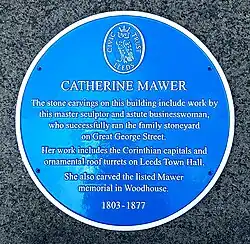 CIVIC TRUST
LEEDS
CATHERINE MAWER
The stone carvings on this building include work by
this master sculptor and astute businesswoman,
who successfully ran the family stoneyard
on Great George Street.
Her work includes the Corinthian capitals and
ornamental roof turrets on Leeds Town Hall.
She also carved the listed Mawer
memorial in Woodhouse.
1803-1877